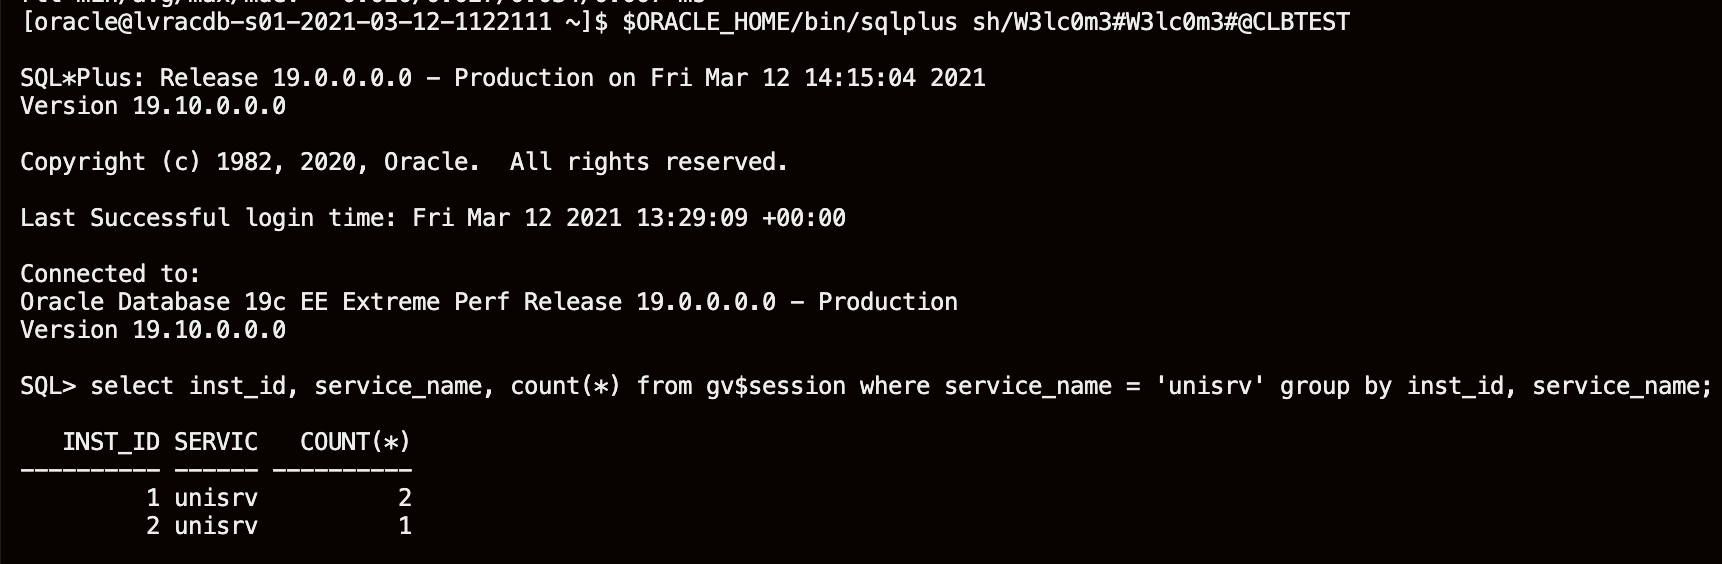 [oracle@lvracdb-s01-2021-03-12-1122111 ~]$ $ORACLE_HOME/bin/sqlplus sh/W3lc0m3#W3lc0m3#@CLBTEST
SQL*Plus: Release 19.0.0.0.0 - Production on Fri Mar 12 14:15:04 2021
Version 19.10.0.0.0
Copyright (c) 1982, 2020, Oracle.  All rights reserved.
Last Successful login time: Fri Mar 12 2021 13:29:09 +00:00
Connected to:
Oracle Database 19c EE Extreme Perf Release 19.0.0.0.0 - Production
Version 19.10.0.0.0
SQL> select inst_id, service_name, count(*) from gv$session where service_name = 'unisrv' group by inst_id, service_name;
   INST_ID SERVIC   COUNT(*)
---------- ------ ----------
         1 unisrv          2
         2 unisrv          1